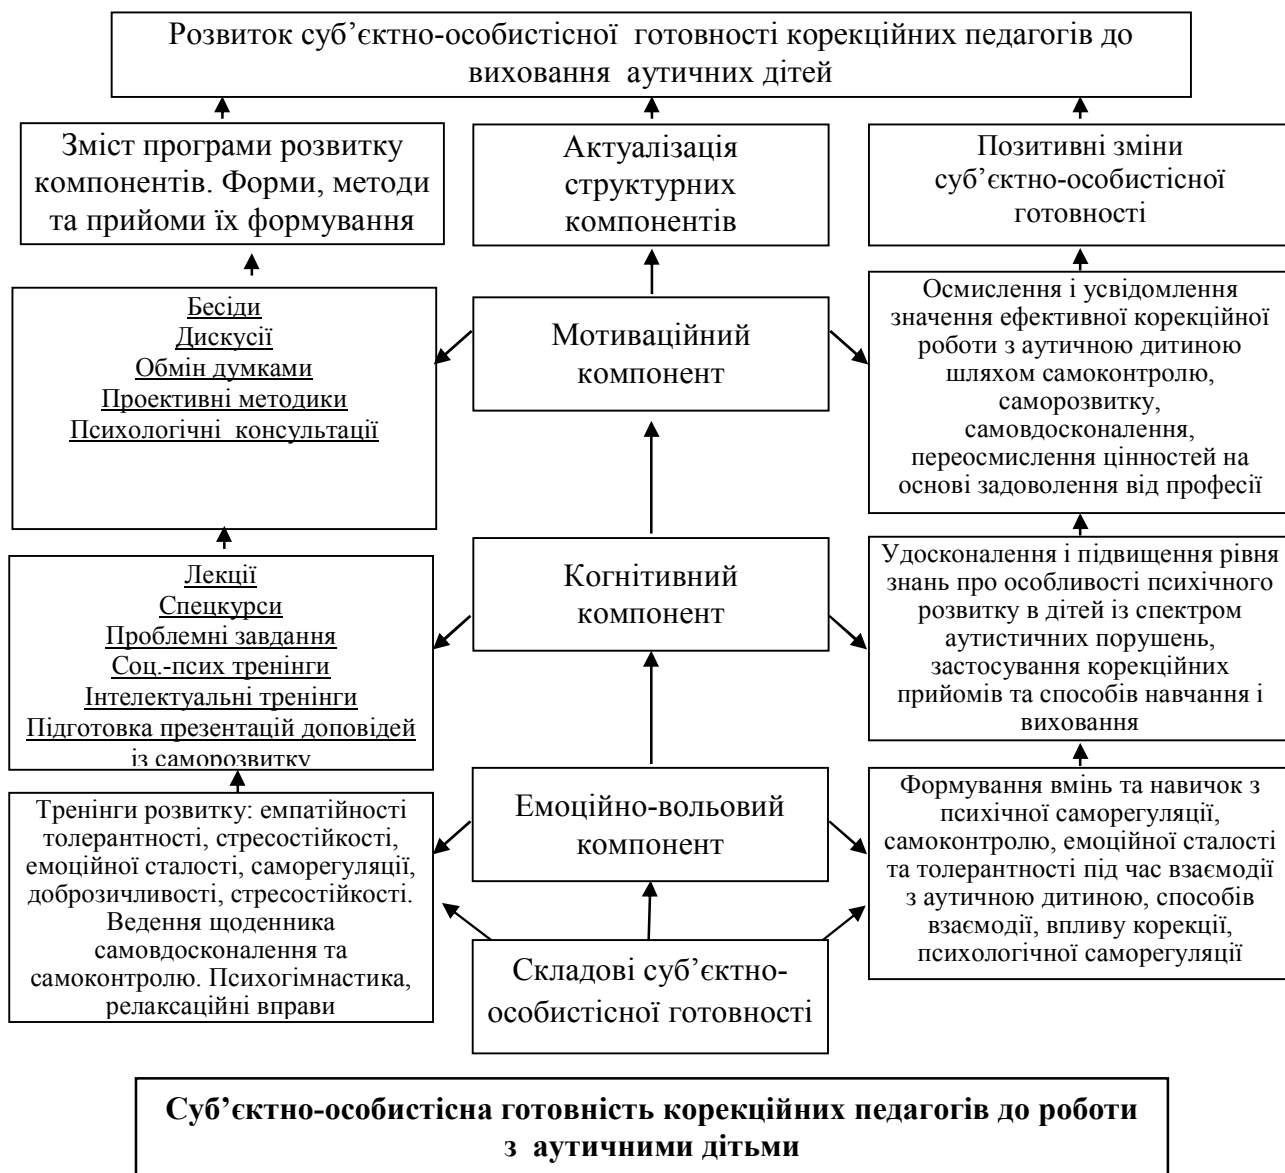 Розвиток суб’єктно-особистісної готовності корекційних педагогів до
виховання аутичних дітей
Зміст програми розвитку
компонентів. Форми, методи
та прийоми їх формування
Актуалізація
структурних
компонентів
Позитивні зміни
суб’єктно-особистісної
готовності
Бесіди
Дискусії
Обмін думками
Проективні методики
Психологічні консультації
Мотиваційний
компонент
Осмислення і усвідомлення
значення ефективної корекційної
роботи з аутичною дитиною
шляхом самоконтролю,
саморозвитку,
самовдосконалення,
переосмислення цінностей на
основі задоволення від професії
Лекції
Спецкурси
Проблемні завдання
Соц.-псих тренінги
Інтелектуальні тренінги
Підготовка презентацій доповідей
із саморозвитку
Когнітивний
компонент
Удосконалення і підвищення рівня
знань про особливості психічного
розвитку в дітей із спектром
аутистичних порушень,
застосування корекційних
прийомів та способів навчання і
виховання
Тренінги розвитку: емпатійності
толерантності, стресостійкості,
емоційної сталості, саморегуляції,
доброзичливості, стресостійкості.
Ведення щоденника
самовдосконалення та
самоконтролю. Психогімнастика,
релаксаційні вправи
Емоційно-вольовий
компонент
Формування вмінь та навичок з
психічної саморегуляції,
самоконтролю, емоційної сталості
та толерантності під час взаємодії
з аутичною дитиною, способів
взаємодії, впливу корекції,
психологічної саморегуляції
Складові суб’єктно-
особистісної готовності
Суб’єктно-особистісна готовність корекційних педагогів до роботи
з аутичними дітьми